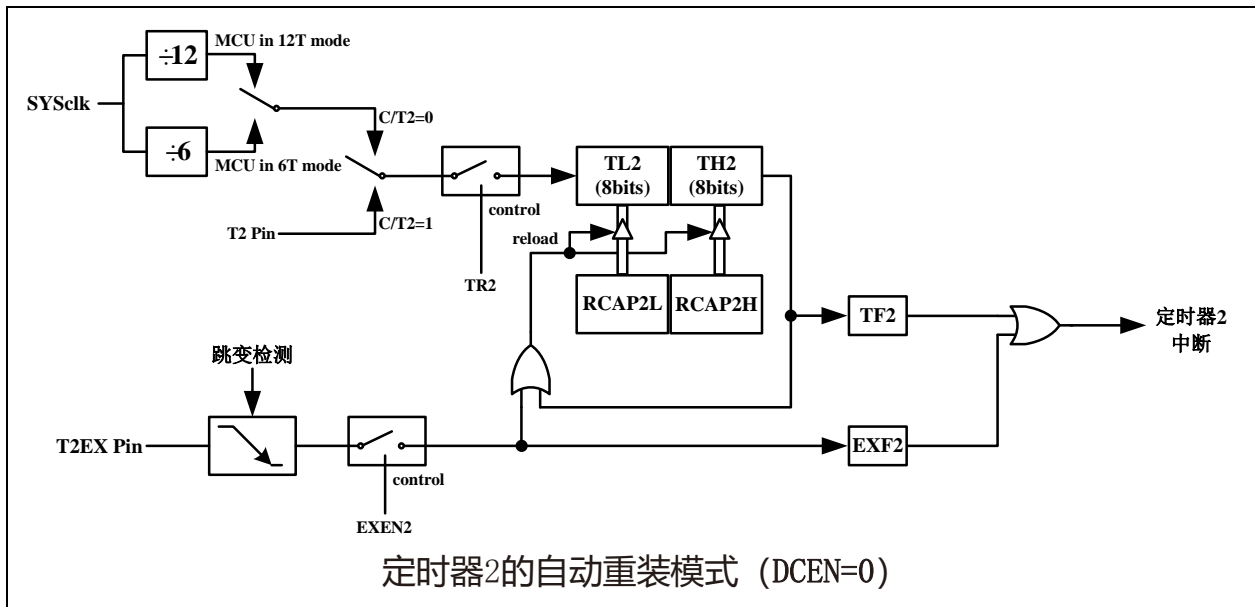 ÷12
MCU in 12T mode
SYSclk
C/T2=0
÷6
MCU in 6T mode
TL2
(8bits)
TH2
(8bits)
control
C/T2=1
T2 Pin
reload
TR2
RCAP2L
RCAP2H
TF2
定时器2
中断
跳变检测
T2EX Pin
EXF2
control
EXEN2
定时器2的自动重装模式 (DCEN=0)